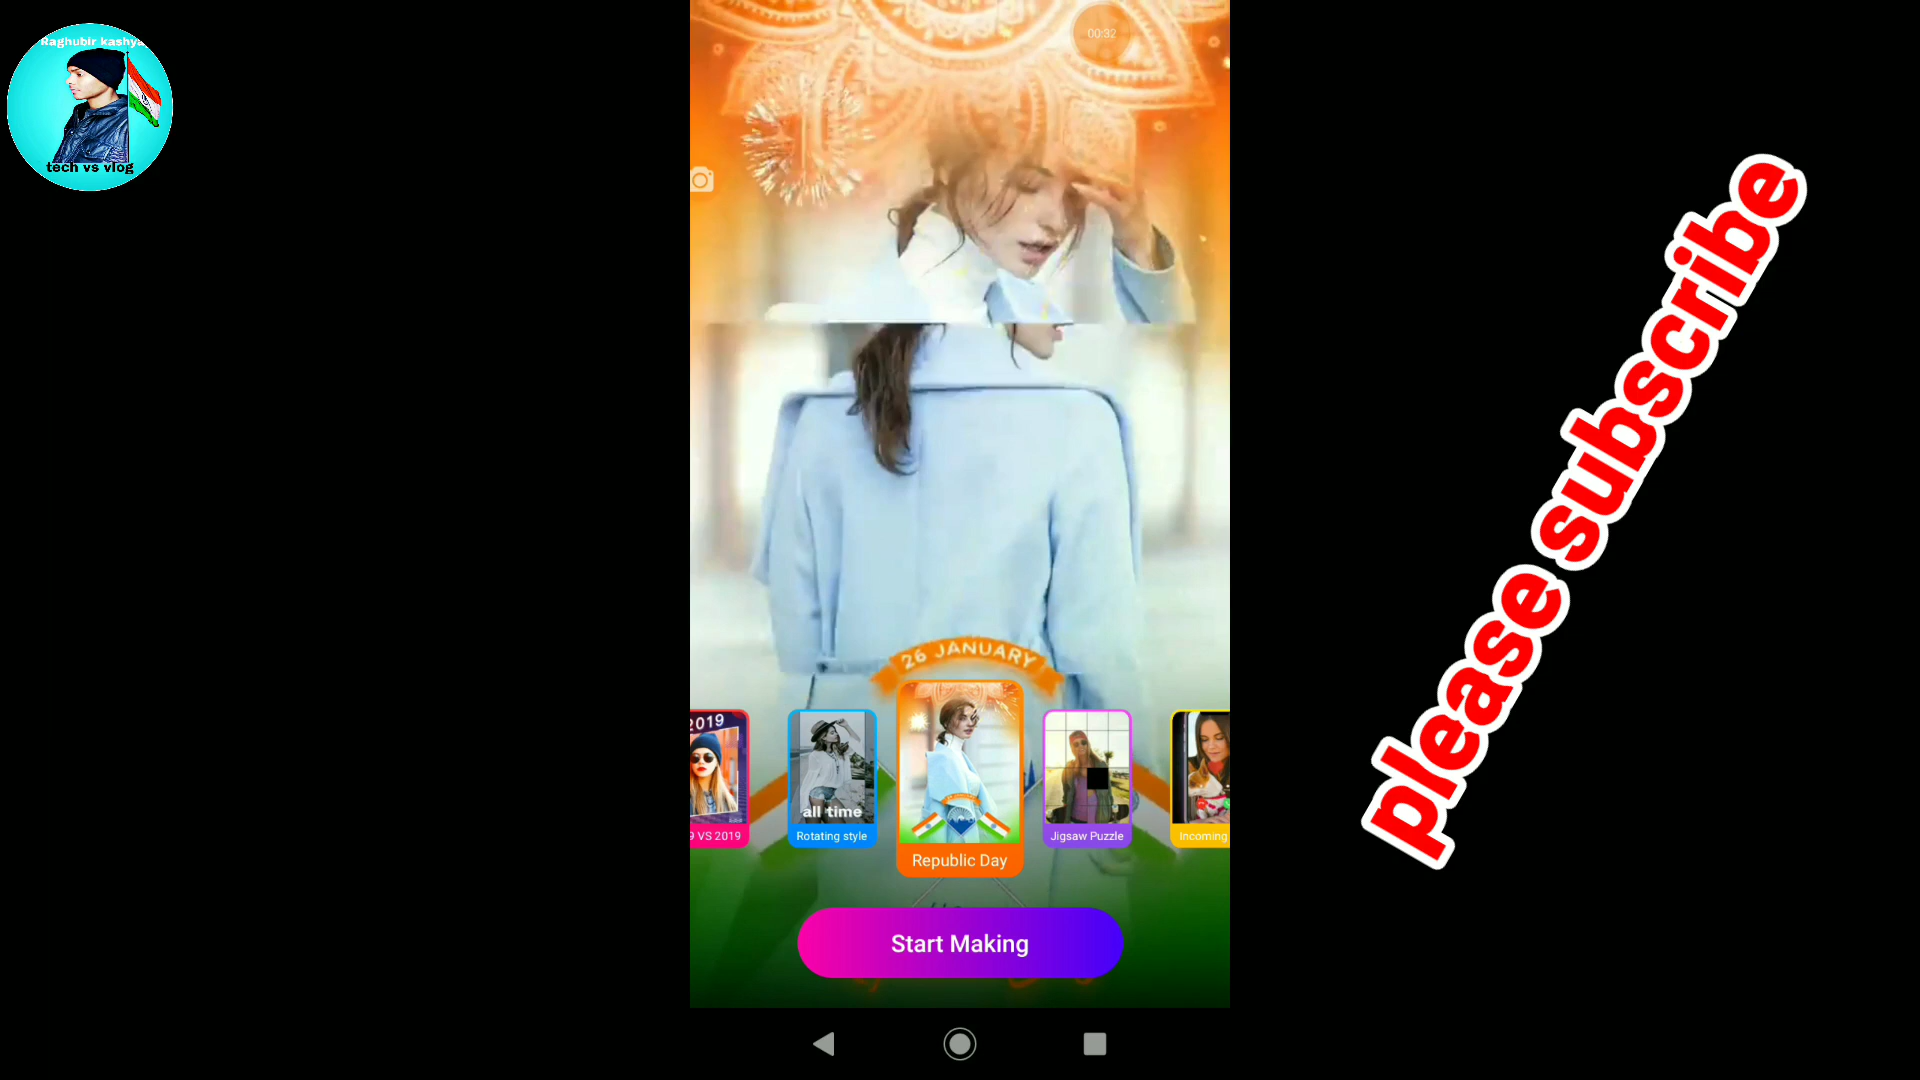 Raghubir kashya
tech vs vlog
00:32
please subscribe
26 JANUARY
2019
all time
9 VS 2019
Rotating style
Republic Day
Jigsaw Puzzle
Incoming
Start Making